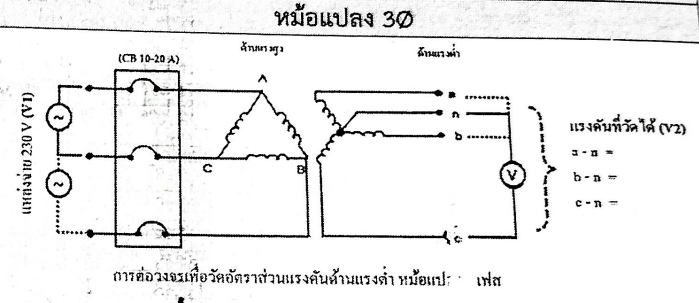 หม้อแปลง 3Ø
ด้านแรงสูง
ด้านแรงต่ำ
(CB 10-20 A)
แหล่งจ่าย 230 V (V1)
A
C
B
a
n
b
c
V
แรงดันที่วัดได้ (V2)
a - n =
b - n =
c - n =
การต่อวงจรเพื่อวัดอัตราส่วนแรงดันด้านแรงต่ำ หม้อแปล เฟส